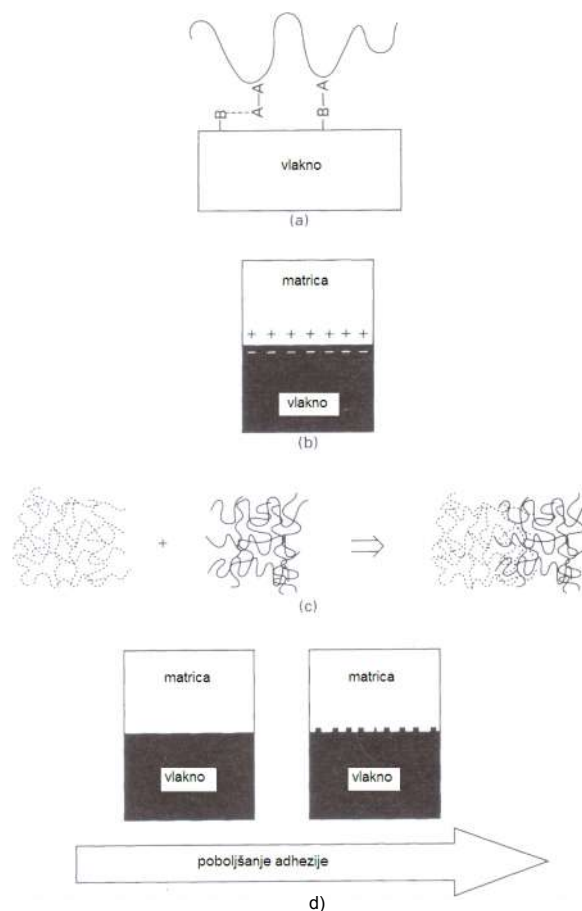 A A
B A B
vlakno
(a)
matrica
+ + + + + + +
vlakno
(b)
+
(c)
matrica matrica
vlakno vlakno
poboljšanje adhezije
d)